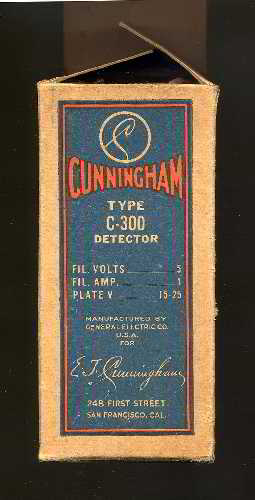 CUNNINGHAM
TYPE
C-300
DETECTOR
FIL. VOLTS 5
FIL. AMP. 1
PLATE V 15-25
MANUFACTURED BY
GENERAL ELECTRIC CO.
U.S.A.
FOR
E.T. Cunningham
248 FIRST STREET
SAN FRANCISCO, CAL.